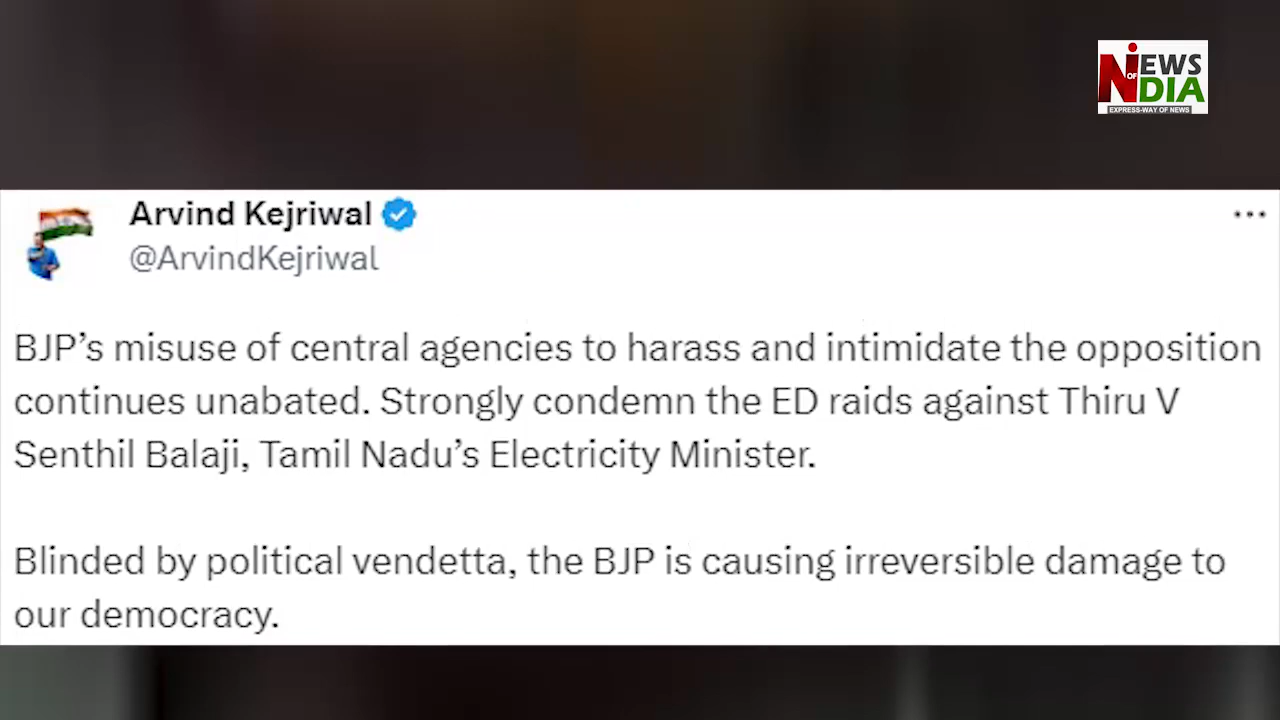 NEWS
OF
INDIA
EXPRESS-WAY OF NEWS
Arvind Kejriwal
@ArvindKejriwal
BJP’s misuse of central agencies to harass and intimidate the opposition
continues unabated. Strongly condemn the ED raids against Thiru V
Senthil Balaji, Tamil Nadu’s Electricity Minister.
Blinded by political vendetta, the BJP is causing irreversible damage to
our democracy.